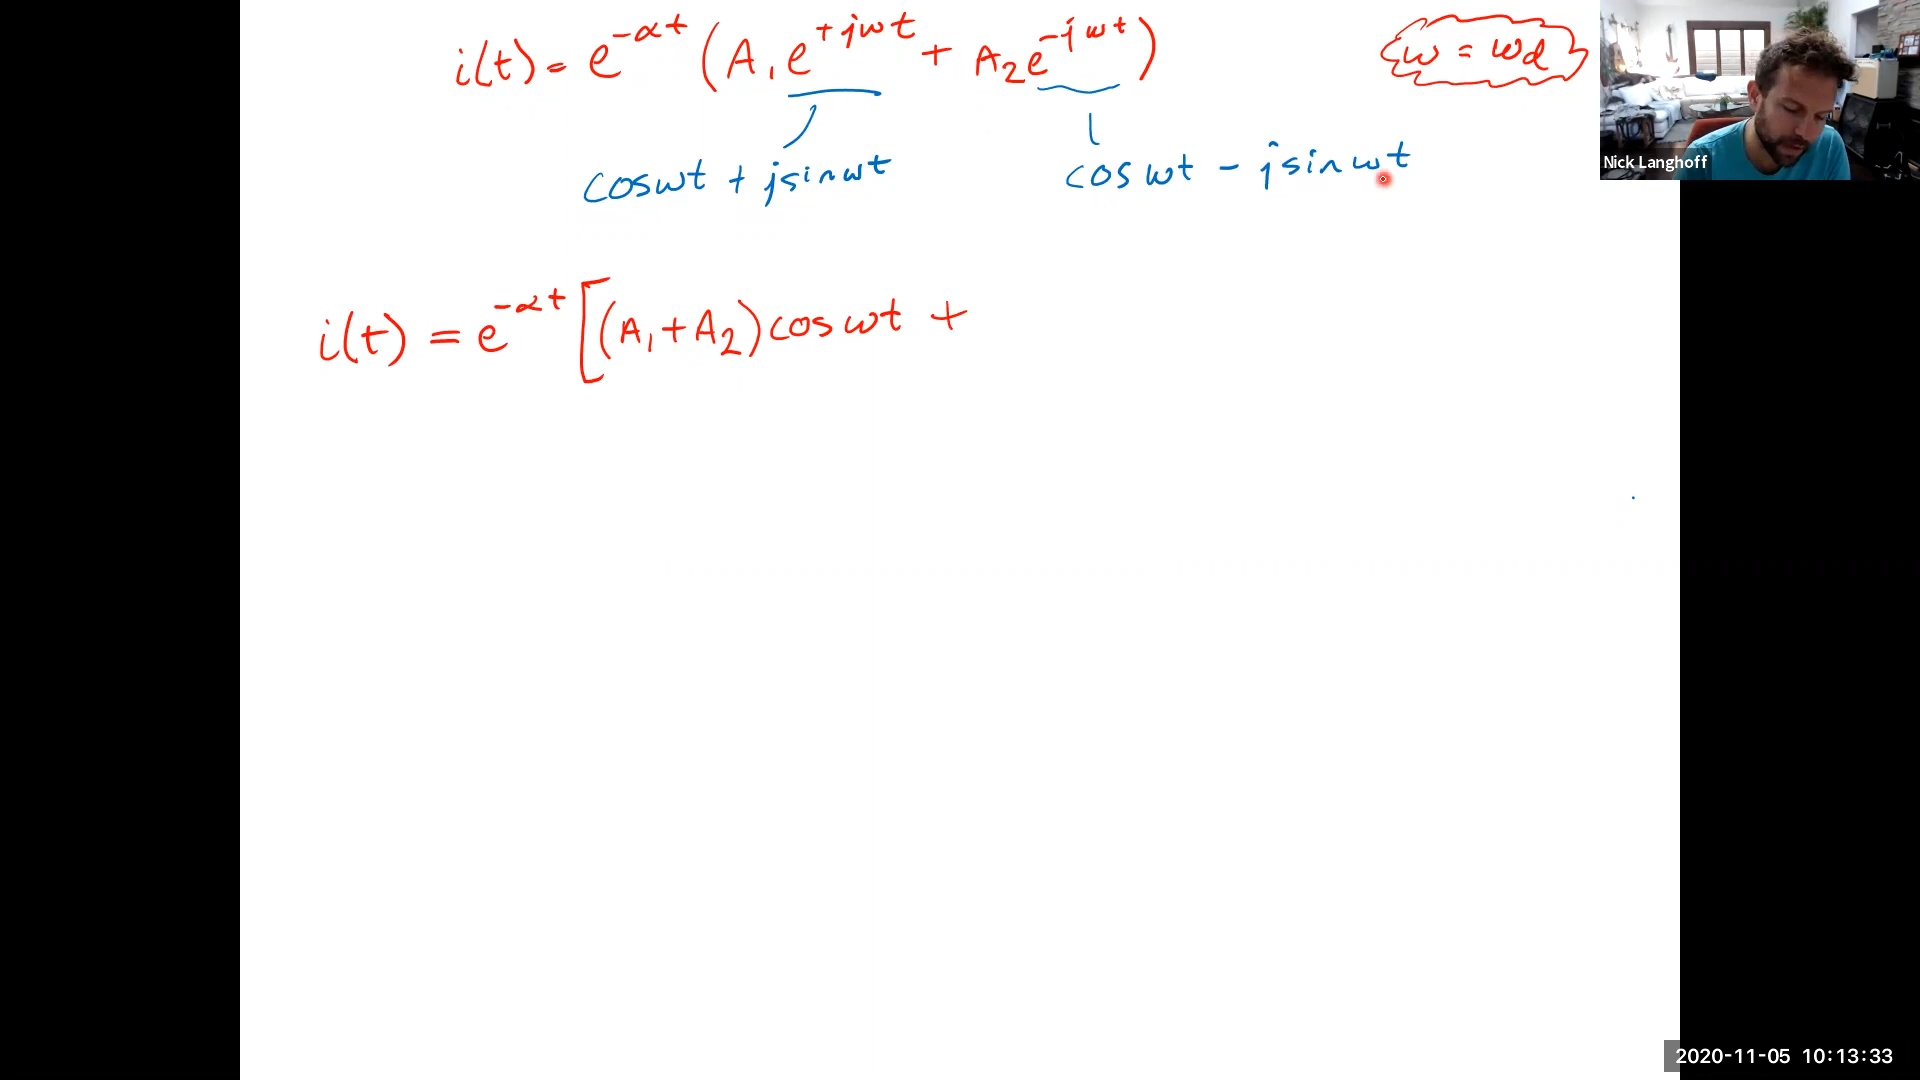 i(t) = e^{-αt} (A₁e^{+jωt} + A₂e^{-jωt})
ω = ωd
Nick Langhoff
cosωt + jsinωt
cosωt - jsinωt
i(t) = e^{-αt} [(A₁+A₂)cosωt +
2020-11-05 10:13:33